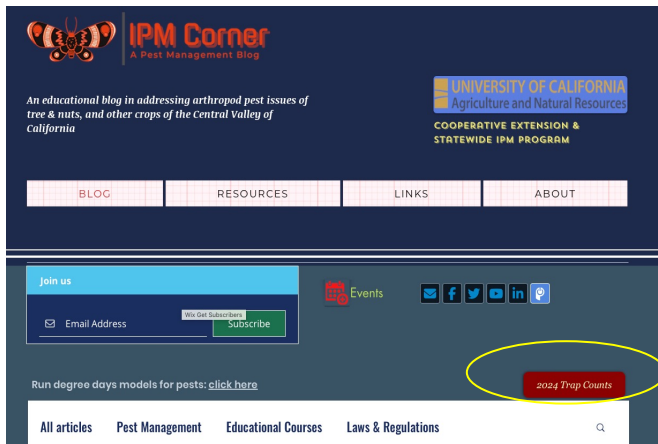 IPM Corner
A Pest Management Blog
An educational blog in addressing arthropod pest issues of
tree & nuts, and other crops of the Central Valley of
California
UNIVERSITY OF CALIFORNIA
Agriculture and Natural Resources
COOPERATIVE EXTENSION &
STATEWIDE IPM PROGRAM
BLOG RESOURCES LINKS ABOUT
Join us
Events
Wix Get Subscribers
Email Address Subscribe
Run degree days models for pests: click here
2024 Trap Counts
All articles Pest Management Educational Courses Laws & Regulations